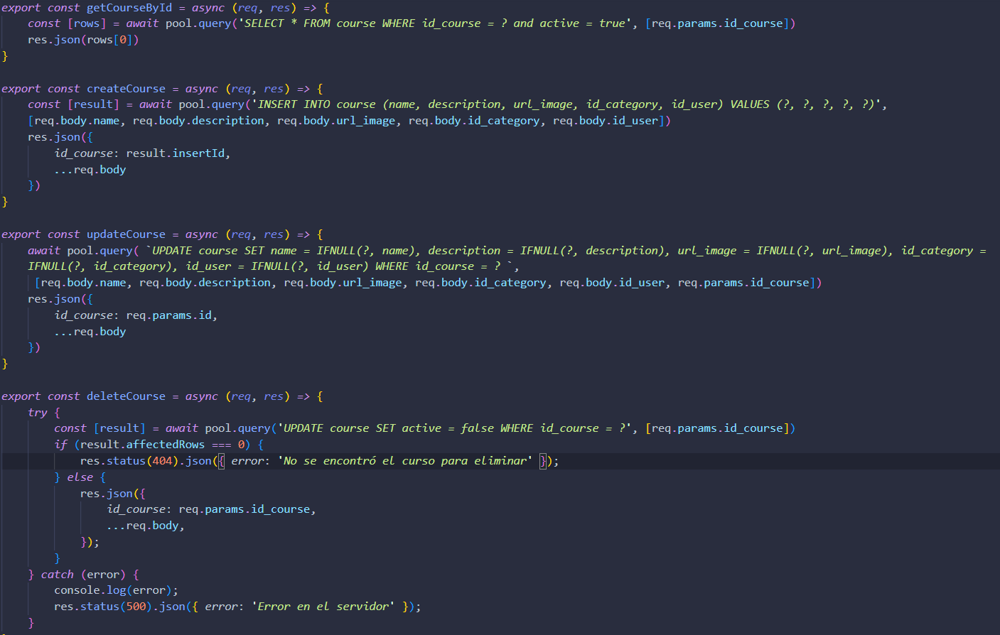 export const getCourseById = async (req, res) => {
    const [rows] = await pool.query('SELECT * FROM course WHERE id_course = ? and active = true', [req.params.id_course])
    res.json(rows[0])
}

export const createCourse = async (req, res) => {
    const [result] = await pool.query('INSERT INTO course (name, description, url_image, id_category, id_user) VALUES (?, ?, ?, ?, ?)',
    [req.body.name, req.body.description, req.body.url_image, req.body.id_category, req.body.id_user])
    res.json({
        id_course: result.insertId,
        ...req.body
    })
}

export const updateCourse = async (req, res) => {
    await pool.query( `UPDATE course SET name = IFNULL(?, name), description = IFNULL(?, description), url_image = IFNULL(?, url_image), id_category =
    IFNULL(?, id_category), id_user = IFNULL(?, id_user) WHERE id_course = ? `,
     [req.body.name, req.body.description, req.body.url_image, req.body.id_category, req.body.id_user, req.params.id_course])
    res.json({
        id_course: req.params.id,
        ...req.body
    })
}

export const deleteCourse = async (req, res) => {
    try {
        const [result] = await pool.query('UPDATE course SET active = false WHERE id_course = ?', [req.params.id_course])
        if (result.affectedRows === 0) {
            res.status(404).json({ error: 'No se encontró el curso para eliminar' });
        } else {
            res.json({
                id_course: req.params.id_course,
                ...req.body,
            });
        }
    } catch (error) {
        console.log(error);
        res.status(500).json({ error: 'Error en el servidor' });
    }